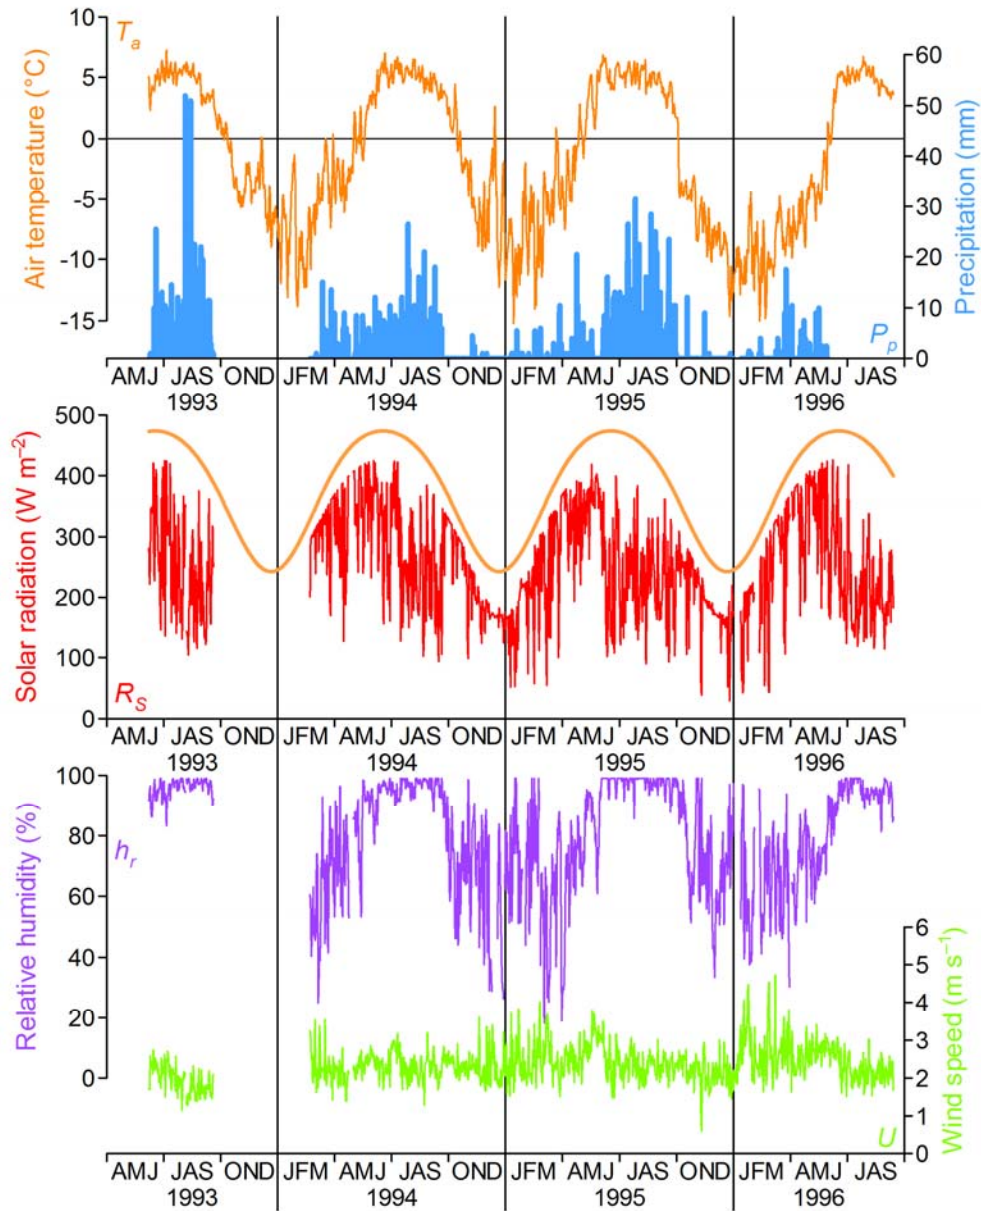 10
T_a
5
0
-5
-10
-15
Air temperature (°C)
60
50
40
30
20
10
0
Precipitation (mm)
P_p
AMJ JAS OND JFM AMJ JAS OND JFM AMJ JAS OND JFM AMJ JAS
1993 1994 1995 1996
500
400
300
200
100
0
Solar radiation (W m⁻²)
R_S
AMJ JAS OND JFM AMJ JAS OND JFM AMJ JAS OND JFM AMJ JAS
1993 1994 1995 1996
100
80
60
40
20
0
Relative humidity (%)
h_r
6
5
4
3
2
1
0
Wind speed (m s⁻¹)
U
AMJ JAS OND JFM AMJ JAS OND JFM AMJ JAS OND JFM AMJ JAS
1993 1994 1995 1996